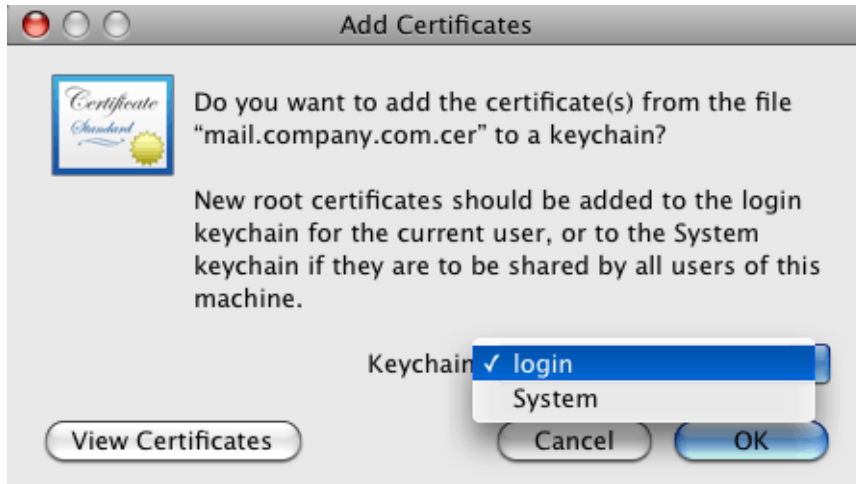 Add Certificates
Certificate
Standard
Do you want to add the certificate(s) from the file
“mail.company.com.cer” to a keychain?
New root certificates should be added to the login
keychain for the current user, or to the System
keychain if they are to be shared by all users of this
machine.
Keychain ✓ login
System
View Certificates Cancel OK